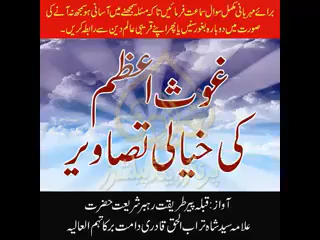 برائے مہربانی مکمل سوال سماعت فرمائیں تاکہ مسئلہ سمجھنے میں آسانی ہو سمجھ نہ آنے کی
صورت میں دوبارہ بغور سنیں یا پھر اپنے قریبی عالم دین سے رابطہ کریں۔
غوث اعظم
کی خیالی تصاویر
آواز: قبلہ پیر طریقت رہبر شریعت حضرت
علامہ سید شاہ تراب الحق قادری دامت برکاتہم العالیہ